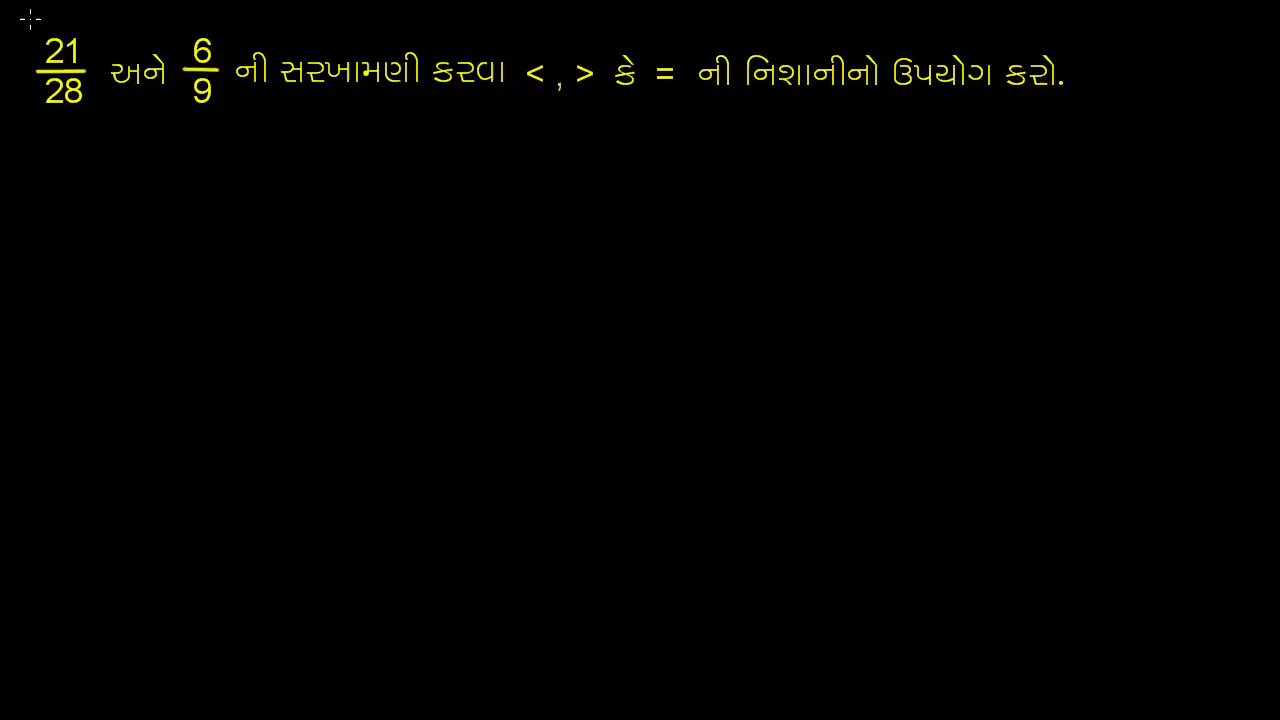 21/28 અને 6/9 ની સરખામણી કરવા < , > કે = ની નિશાનીનો ઉપયોગ કરો.